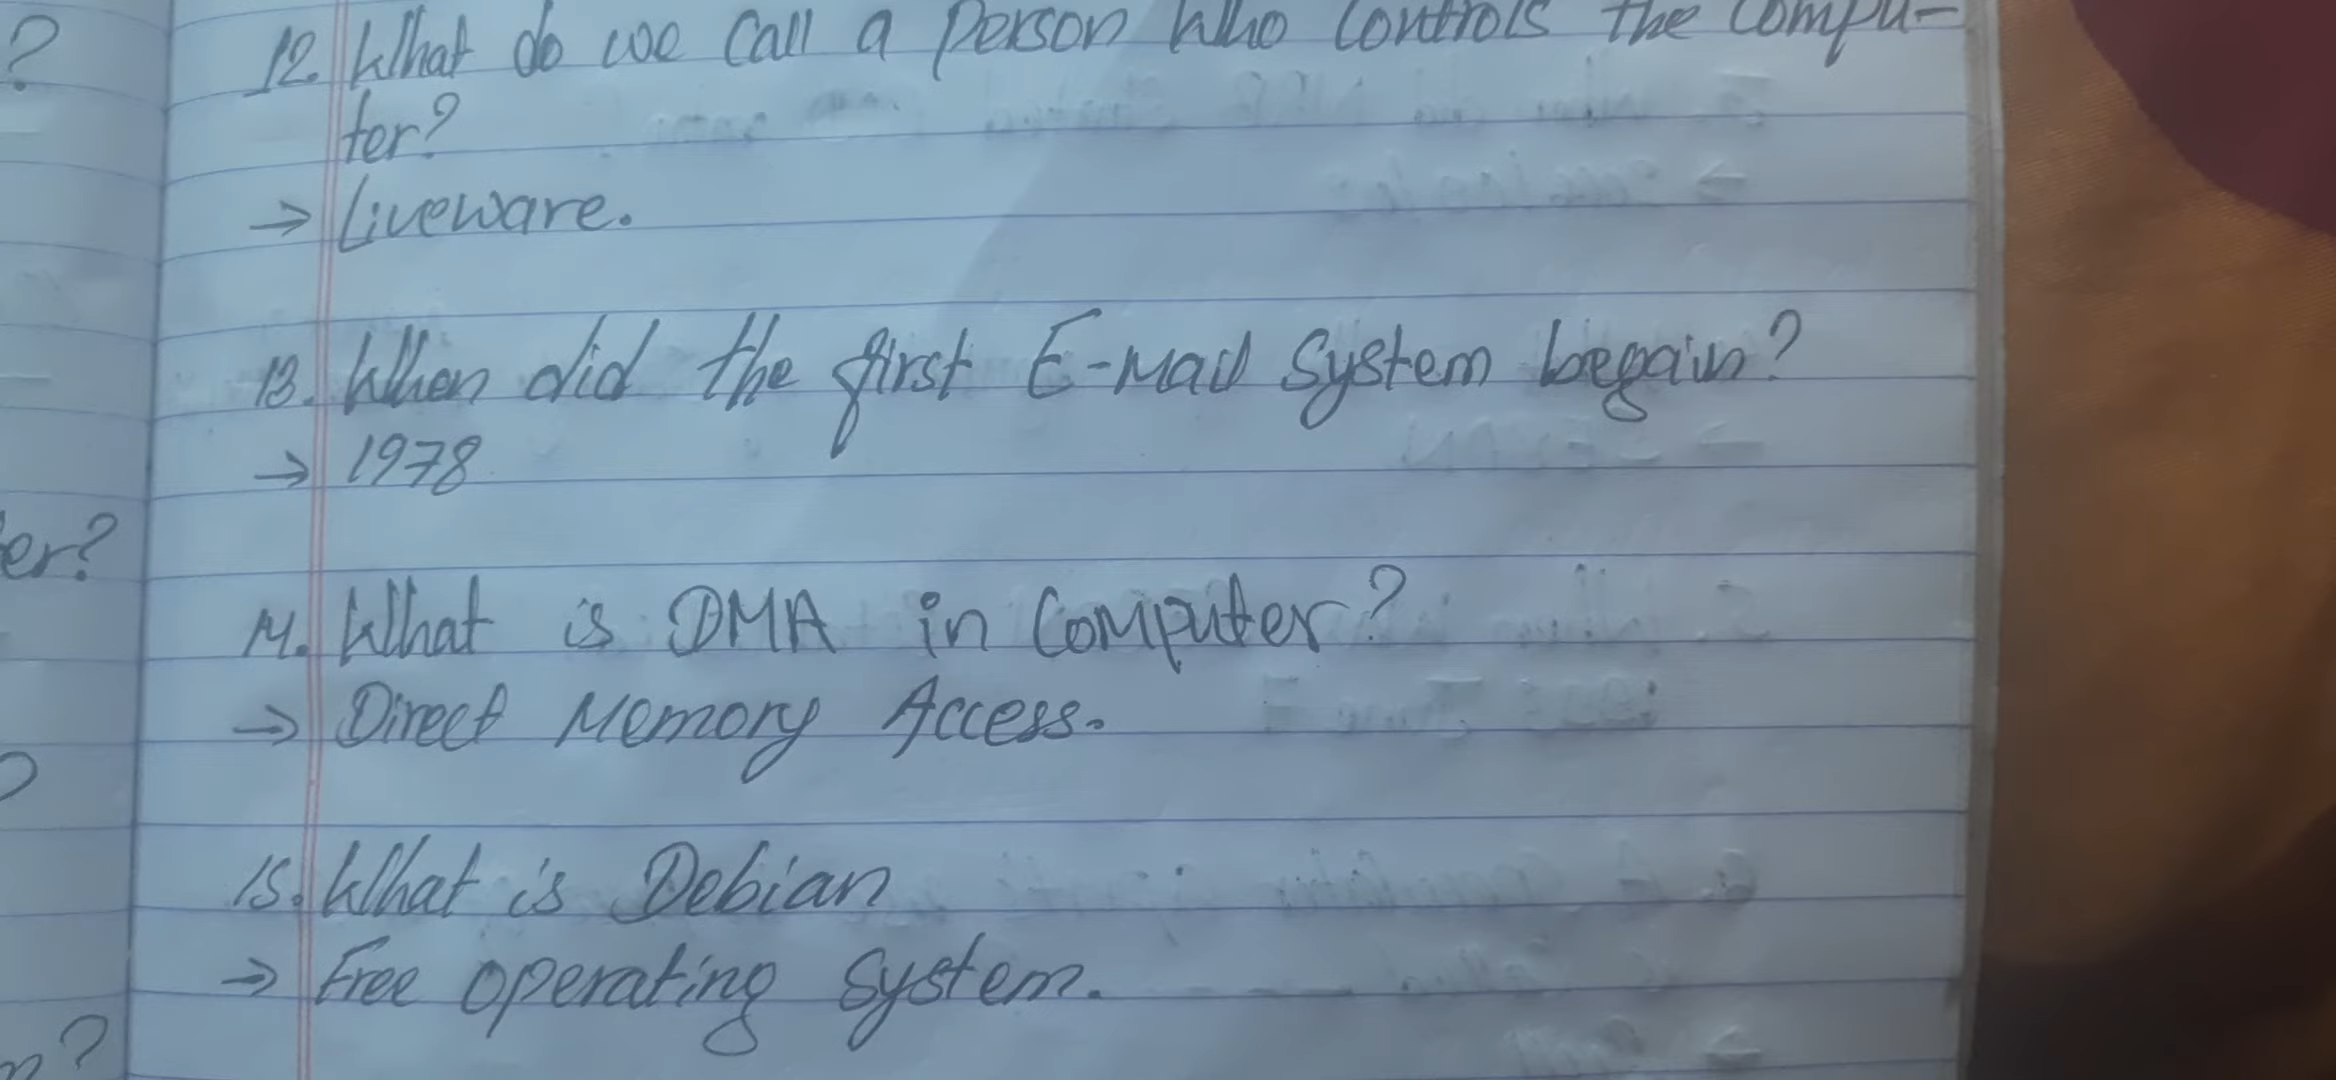 ?
12. What do we call a person who controls the compu-
ter?
→ Liveware.
13. When did the first E-mail system begain?
→ 1978
er?
14. What is DMA in Computer?
→ Direct Memory Access.
?
15. What is Debian
→ Free operating system.
?